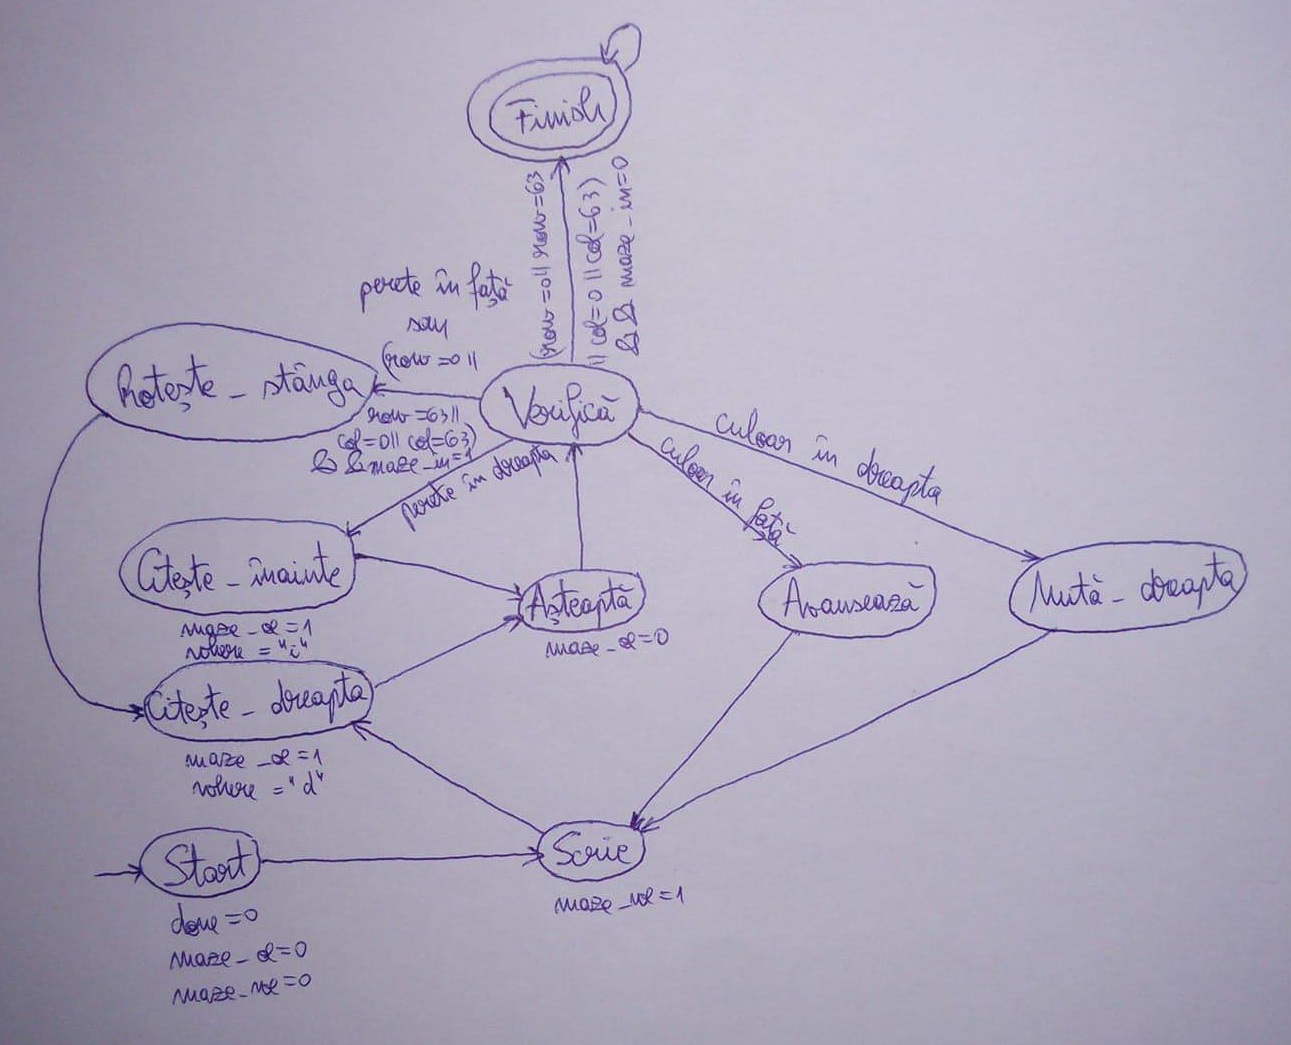 Finish
(row=0 || row=63
|| col=0 || col=63)
&& maze_in=0
perete în față
sau
(row=0 ||
row=63 ||
col=0 || col=63)
&& maze_in=1
Rotește_stânga
Verifică
culoar în dreapta
culoar în față
perete în dreapta
Citește_înainte
maze_oe=1
where="i"
Așteaptă
maze_oe=0
Avansează
Mută_dreapta
Citește_dreapta
maze_oe=1
where="d"
Start
done=0
maze_oe=0
maze_we=0
Scrie
maze_we=1